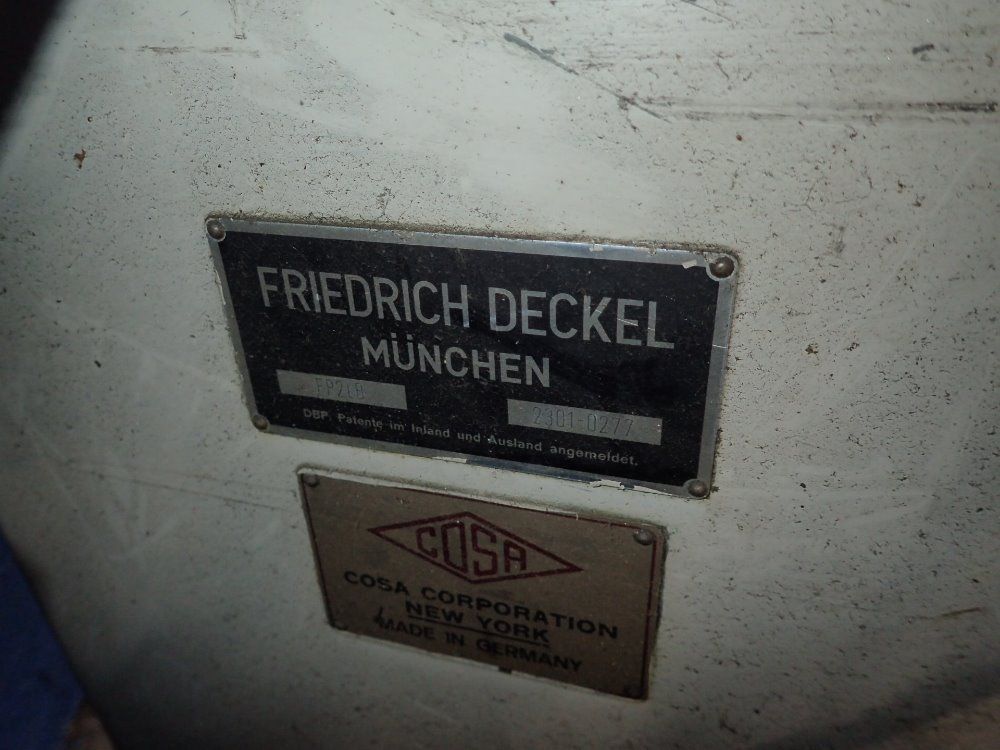 FRIEDRICH DECKEL
MÜNCHEN
FP2LB 2301-0277
DBP. Patente im Inland und Ausland angemeldet.
COSA
COSA CORPORATION
NEW YORK
MADE IN GERMANY